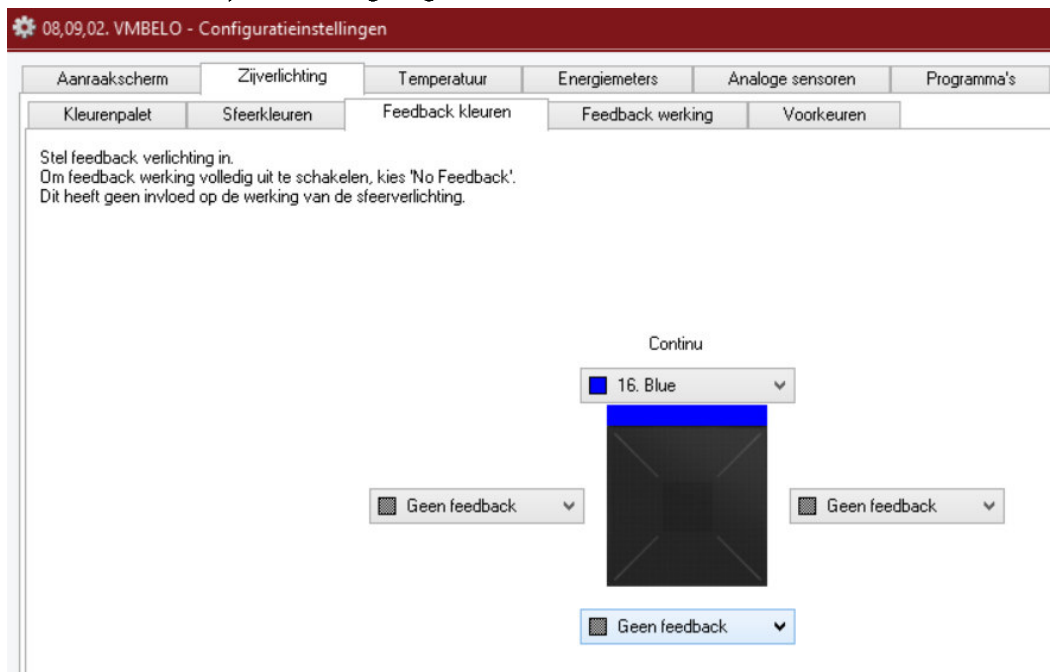 08,09,02. VMBELO - Configuratieinstellingen
Aanraakscherm Zijverlichting Temperatuur Energiemeters Analoge sensoren Programma's
Kleurenpalet Sfeerkleuren Feedback kleuren Feedback werking Voorkeuren
Stel feedback verlichting in.
Om feedback werking volledig uit te schakelen, kies 'No Feedback'.
Dit heeft geen invloed op de werking van de sfeerverlichting.
Continu
16. Blue
Geen feedback Geen feedback
Geen feedback